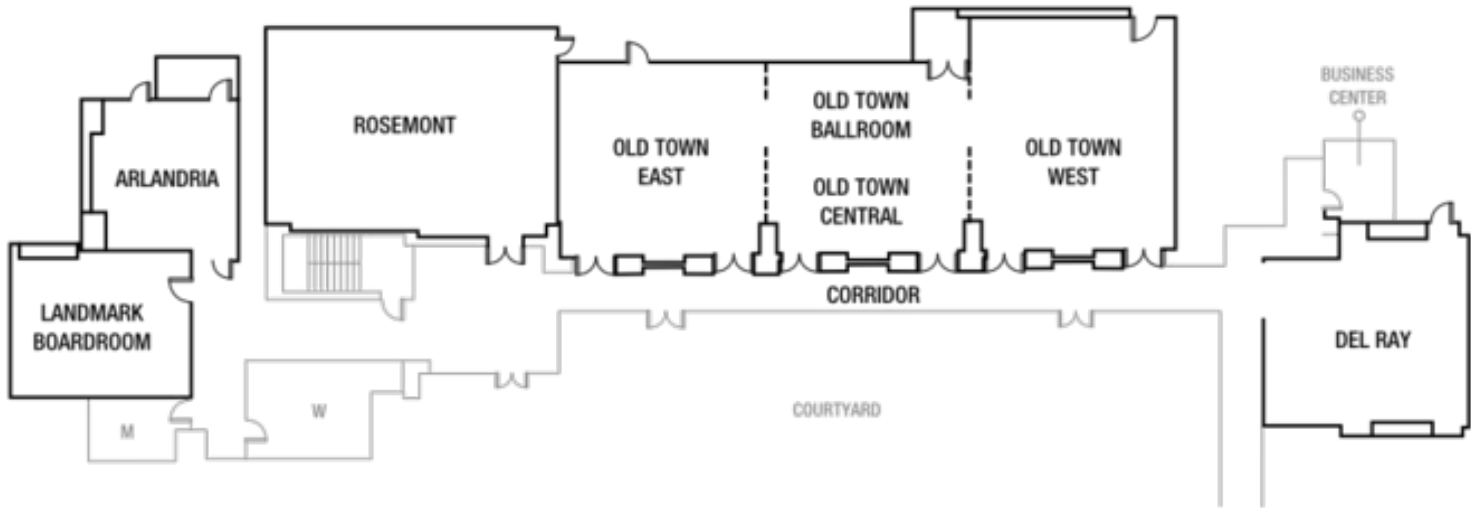 BUSINESS
CENTER
ROSEMONT
OLD TOWN
BALLROOM
OLD TOWN
EAST
OLD TOWN
WEST
ARLANDRIA
OLD TOWN
CENTRAL
CORRIDOR
LANDMARK
BOARDROOM
DEL RAY
COURTYARD
W
M